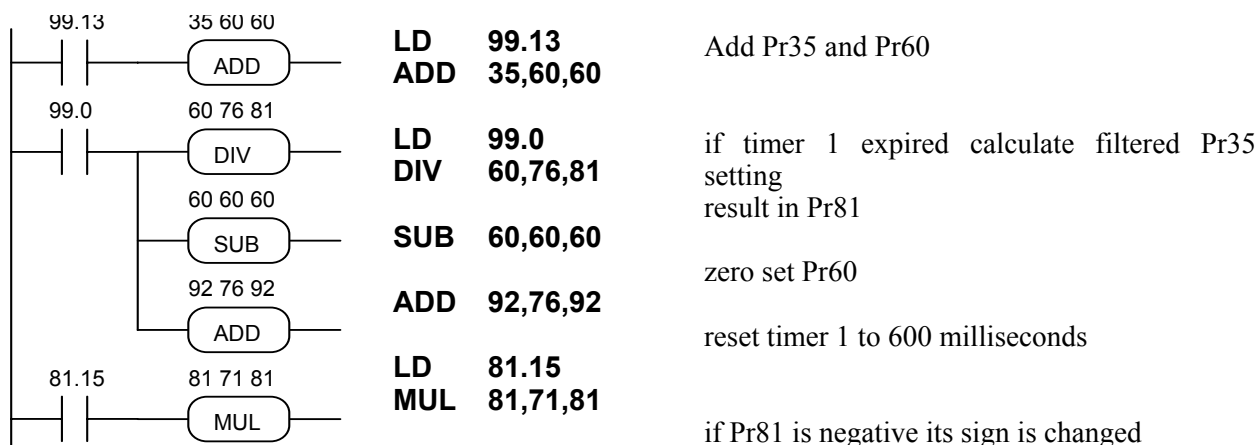 99.13 35 60 60
ADD
99.0 60 76 81
DIV
60 60 60
SUB
92 76 92
ADD
81.15 81 71 81
MUL
LD 99.13
ADD 35,60,60
LD 99.0
DIV 60,76,81
SUB 60,60,60
ADD 92,76,92
LD 81.15
MUL 81,71,81
Add Pr35 and Pr60
if timer 1 expired calculate filtered Pr35
setting
result in Pr81
zero set Pr60
reset timer 1 to 600 milliseconds
if Pr81 is negative its sign is changed